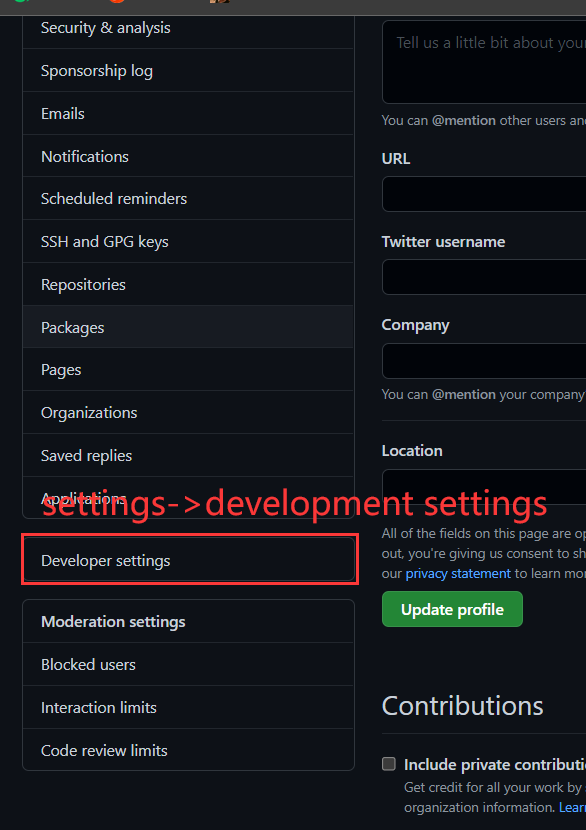 Security & analysis
Sponsorship log
Emails
Notifications
Scheduled reminders
SSH and GPG keys
Repositories
Packages
Pages
Organizations
Saved replies
Applications
settings->development settings
Developer settings
Moderation settings
Blocked users
Interaction limits
Code review limits
Tell us a little bit about you
You can @mention other users an
URL
Twitter username
Company
You can @mention your company
Location
All of the fields on this page are op
out, you're giving us consent to sh
our privacy statement to learn mo
Update profile
Contributions
Include private contributi
Get credit for all your work by
organization information. Lear